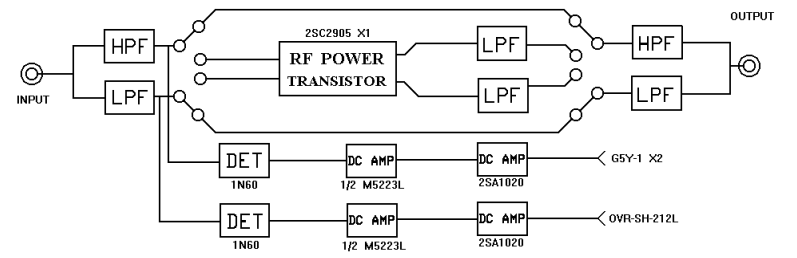 OUTPUT
2SC2905 X1
HPF
RF POWER
TRANSISTOR
LPF
HPF
INPUT
LPF
LPF
LPF
DET
DC AMP
DC AMP
G5Y-1 X2
1N60
1/2 M5223L
2SA1020
DET
DC AMP
DC AMP
OVR-SH-212L
1N60
1/2 M5223L
2SA1020